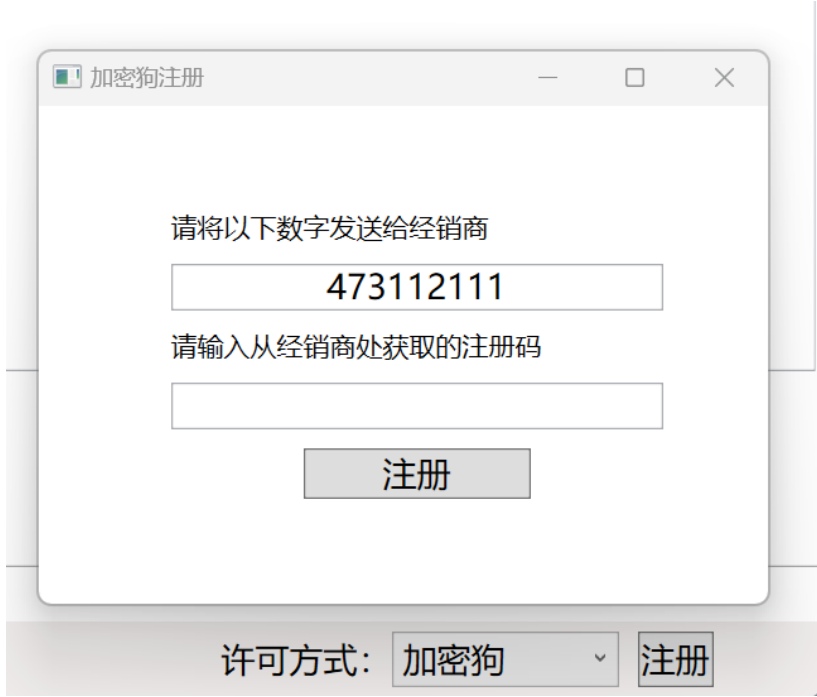 加密狗注册
请将以下数字发送给经销商
473112111
请输入从经销商处获取的注册码
注册
许可方式： 加密狗 注册